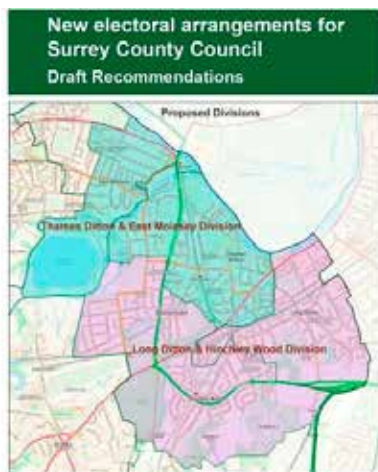 New electoral arrangements for
Surrey County Council
Draft Recommendations
Proposed Divisions
Thames Ditton & East Molesey Division
Long Ditton & Hinchley Wood Division